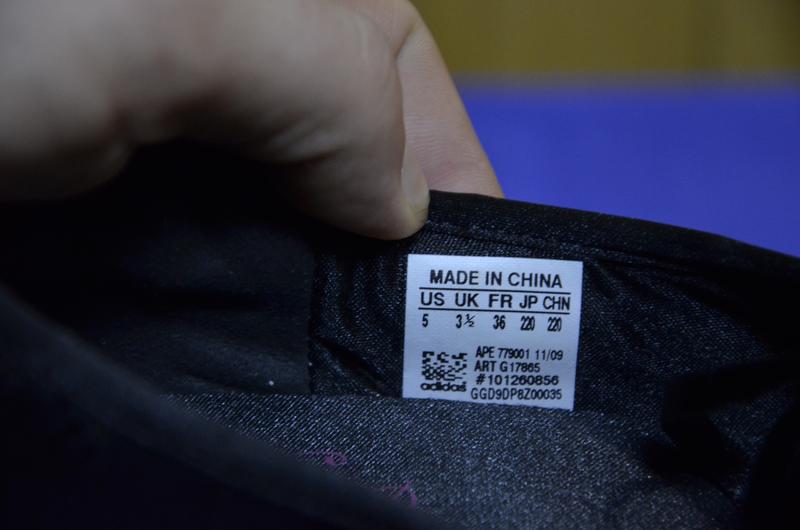 MADE IN CHINA
US UK FR JP CHN
5 3½ 36 220 220
APE 779001 11/09
ART G17865
#101260856
adidas GGD9DP8Z00035